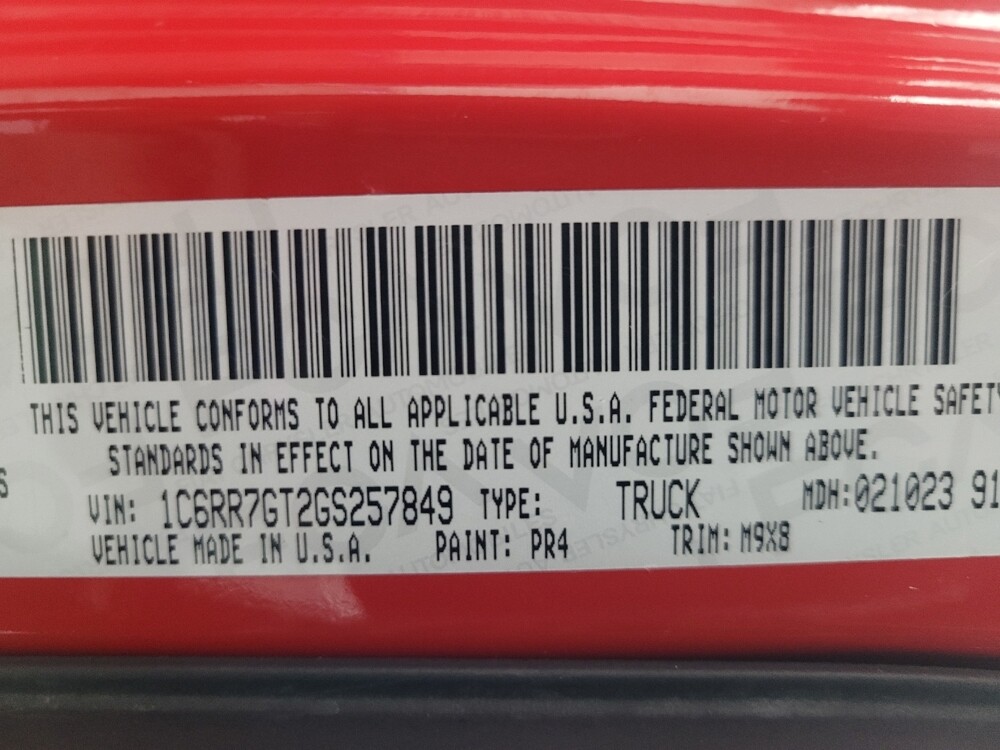 THIS VEHICLE CONFORMS TO ALL APPLICABLE U.S.A. FEDERAL MOTOR VEHICLE SAFETY
STANDARDS IN EFFECT ON THE DATE OF MANUFACTURE SHOWN ABOVE.
S
VIN: 1C6RR7GT2GS257849 TYPE: TRUCK MDH:021023 91
VEHICLE MADE IN U.S.A. PAINT: PR4 TRIM: M9X8